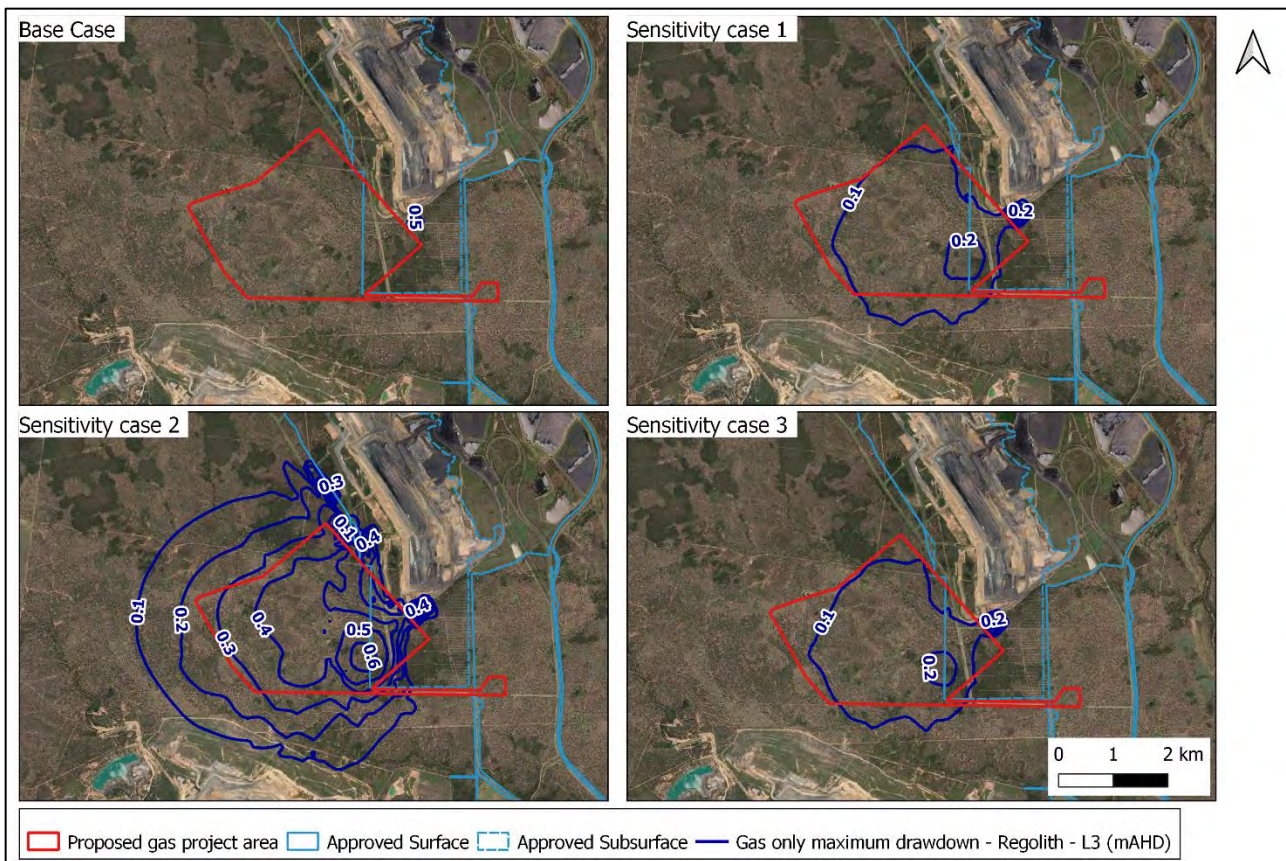 Base Case
0.5
Sensitivity case 1
0.1
0.2
0.2
Sensitivity case 2
0.3
0.1
0.4
0.4
0.1
0.2
0.3
0.4
0.5
0.6
Sensitivity case 3
0.1
0.2
0.2
0 1 2 km
Proposed gas project area Approved Surface Approved Subsurface Gas only maximum drawdown - Regolith - L3 (mAHD)